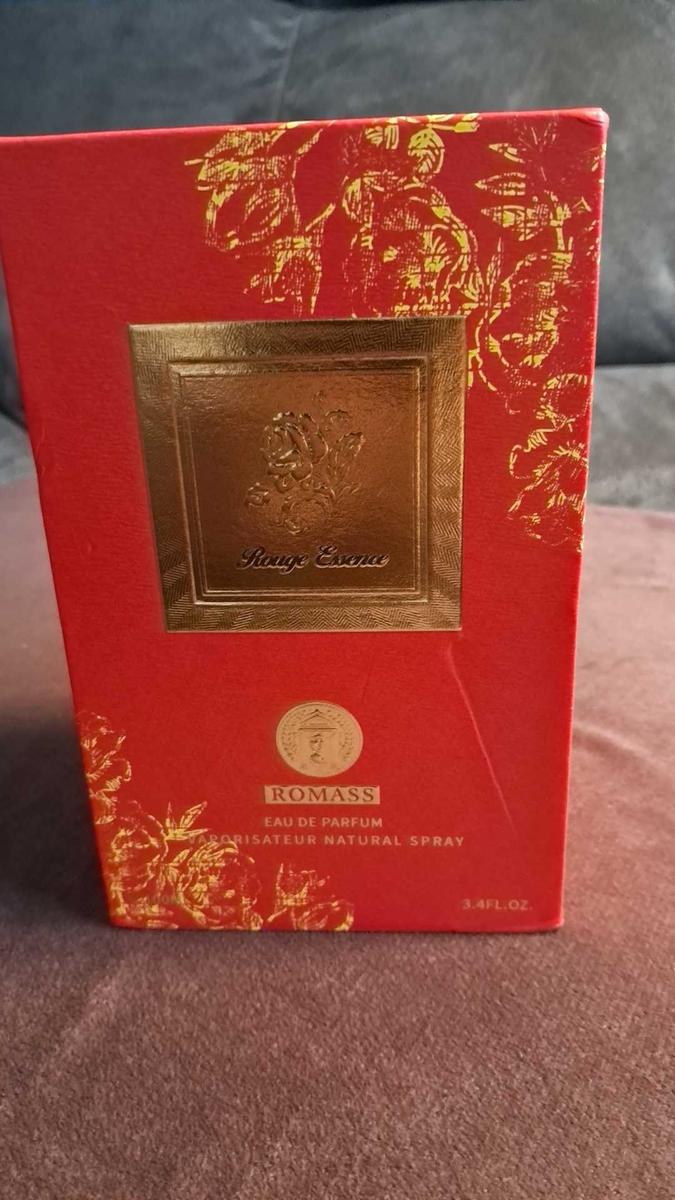 Rouge Essence
ROMASS
EAU DE PARFUM
VAPORISATEUR NATURAL SPRAY
3.4FL.OZ.